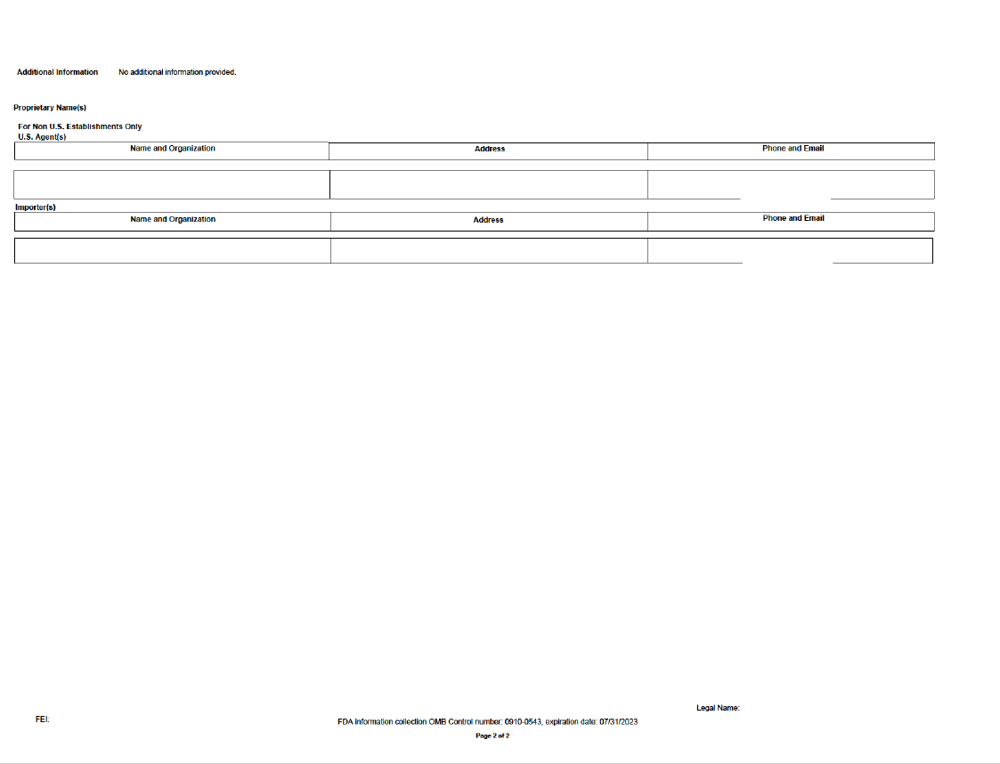 Additional Information No additional information provided.
Proprietary Name(s)
For Non U.S. Establishments Only
U.S. Agent(s)
Name and Organization Address Phone and Email
Importer(s)
Name and Organization Address Phone and Email
Legal Name:
FEI:
FDA information collection OMB Control number: 0910-0543, expiration date: 07/31/2023
Page 2 of 2